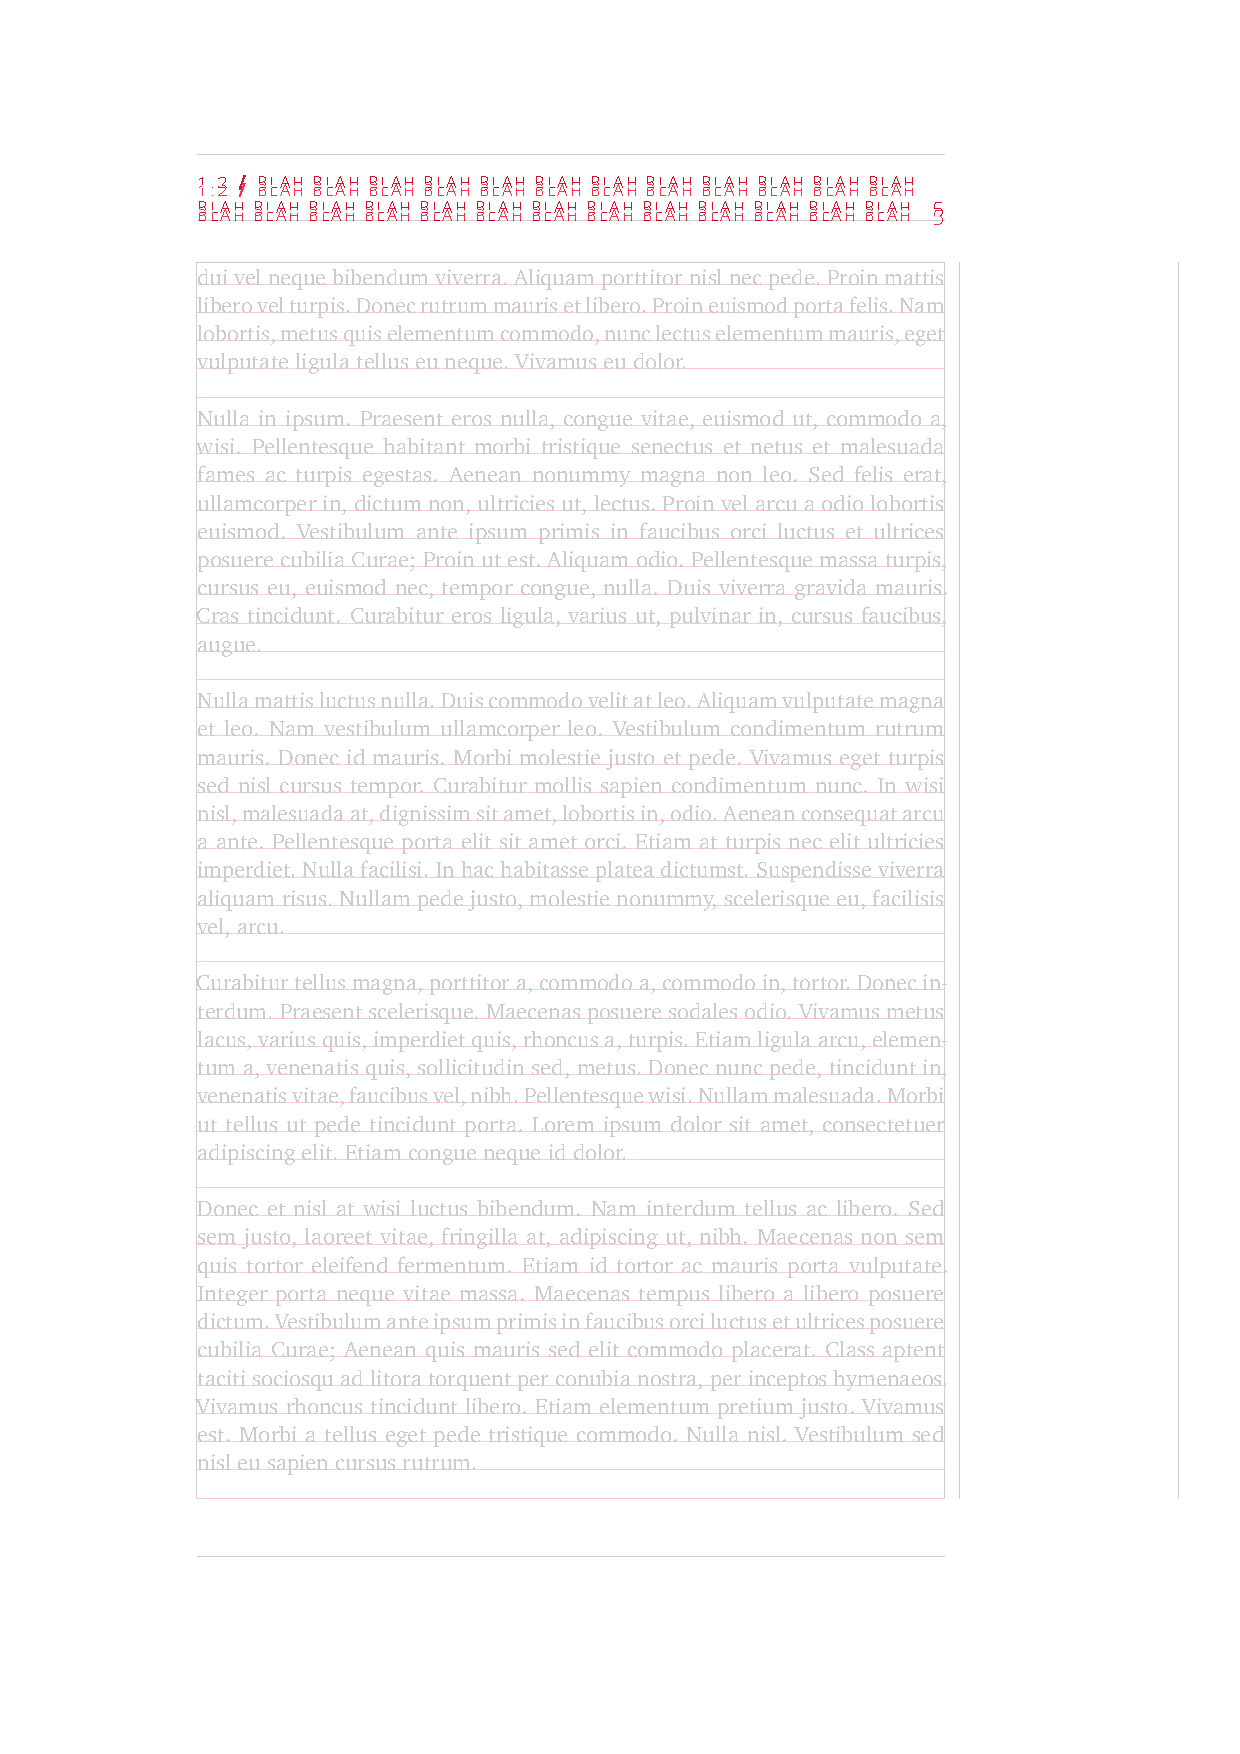 1.2 BLAH BLAH BLAH BLAH BLAH BLAH BLAH BLAH BLAH BLAH BLAH BLAH
BLAH BLAH BLAH BLAH BLAH BLAH BLAH BLAH BLAH BLAH BLAH BLAH BLAH 5
dui vel neque bibendum viverra. Aliquam porttitor nisl nec pede. Proin mattis
libero vel turpis. Donec rutrum mauris et libero. Proin euismod porta felis. Nam
lobortis, metus quis elementum commodo, nunc lectus elementum mauris, eget
vulputate ligula tellus eu neque. Vivamus eu dolor.
Nulla in ipsum. Praesent eros nulla, congue vitae, euismod ut, commodo a,
wisi. Pellentesque habitant morbi tristique senectus et netus et malesuada
fames ac turpis egestas. Aenean nonummy magna non leo. Sed felis erat,
ullamcorper in, dictum non, ultricies ut, lectus. Proin vel arcu a odio lobortis
euismod. Vestibulum ante ipsum primis in faucibus orci luctus et ultrices
posuere cubilia Curae; Proin ut est. Aliquam odio. Pellentesque massa turpis,
cursus eu, euismod nec, tempor congue, nulla. Duis viverra gravida mauris.
Cras tincidunt. Curabitur eros ligula, varius ut, pulvinar in, cursus faucibus,
augue.
Nulla mattis luctus nulla. Duis commodo velit at leo. Aliquam vulputate magna
et leo. Nam vestibulum ullamcorper leo. Vestibulum condimentum rutrum
mauris. Donec id mauris. Morbi molestie justo et pede. Vivamus eget turpis
sed nisl cursus tempor. Curabitur mollis sapien condimentum nunc. In wisi
nisl, malesuada at, dignissim sit amet, lobortis in, odio. Aenean consequat arcu
a ante. Pellentesque porta elit sit amet orci. Etiam at turpis nec elit ultricies
imperdiet. Nulla facilisi. In hac habitasse platea dictumst. Suspendisse viverra
aliquam risus. Nullam pede justo, molestie nonummy, scelerisque eu, facilisis
vel, arcu.
Curabitur tellus magna, porttitor a, commodo a, commodo in, tortor. Donec in-
terdum. Praesent scelerisque. Maecenas posuere sodales odio. Vivamus metus
lacus, varius quis, imperdiet quis, rhoncus a, turpis. Etiam ligula arcu, elemen-
tum a, venenatis quis, sollicitudin sed, metus. Donec nunc pede, tincidunt in,
venenatis vitae, faucibus vel, nibh. Pellentesque wisi. Nullam malesuada. Morbi
ut tellus ut pede tincidunt porta. Lorem ipsum dolor sit amet, consectetuer
adipiscing elit. Etiam congue neque id dolor.
Donec et nisl at wisi luctus bibendum. Nam interdum tellus ac libero. Sed
sem justo, laoreet vitae, fringilla at, adipiscing ut, nibh. Maecenas non sem
quis tortor eleifend fermentum. Etiam id tortor ac mauris porta vulputate.
Integer porta neque vitae massa. Maecenas tempus libero a libero posuere
dictum. Vestibulum ante ipsum primis in faucibus orci luctus et ultrices posuere
cubilia Curae; Aenean quis mauris sed elit commodo placerat. Class aptent
taciti sociosqu ad litora torquent per conubia nostra, per inceptos hymenaeos.
Vivamus rhoncus tincidunt libero. Etiam elementum pretium justo. Vivamus
est. Morbi a tellus eget pede tristique commodo. Nulla nisl. Vestibulum sed
nisl eu sapien cursus rutrum.